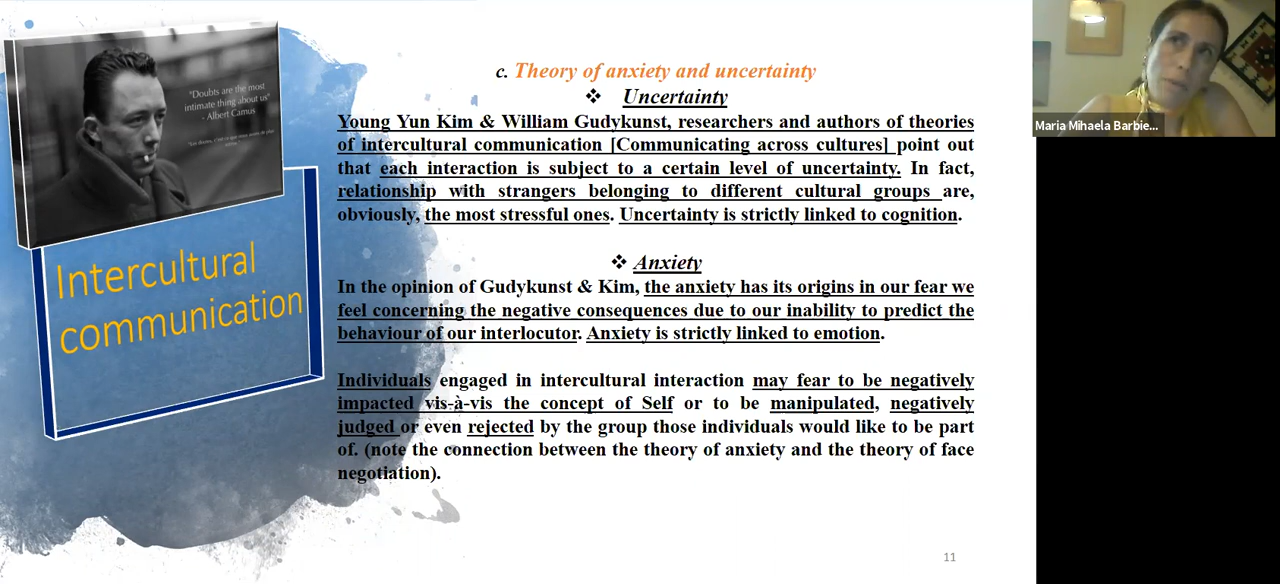 "Doubts are the most
intimate thing about us"
- Albert Camus
Intercultural
communication
c. Theory of anxiety and uncertainty
❖ Uncertainty
Young Yun Kim & William Gudykunst, researchers and authors of theories
of intercultural communication [Communicating across cultures] point out
that each interaction is subject to a certain level of uncertainty. In fact,
relationship with strangers belonging to different cultural groups are,
obviously, the most stressful ones. Uncertainty is strictly linked to cognition.
❖ Anxiety
In the opinion of Gudykunst & Kim, the anxiety has its origins in our fear we
feel concerning the negative consequences due to our inability to predict the
behaviour of our interlocutor. Anxiety is strictly linked to emotion.
Individuals engaged in intercultural interaction may fear to be negatively
impacted vis-à-vis the concept of Self or to be manipulated, negatively
judged or even rejected by the group those individuals would like to be part
of. (note the connection between the theory of anxiety and the theory of face
negotiation).
11
Maria Mihaela Barbie...